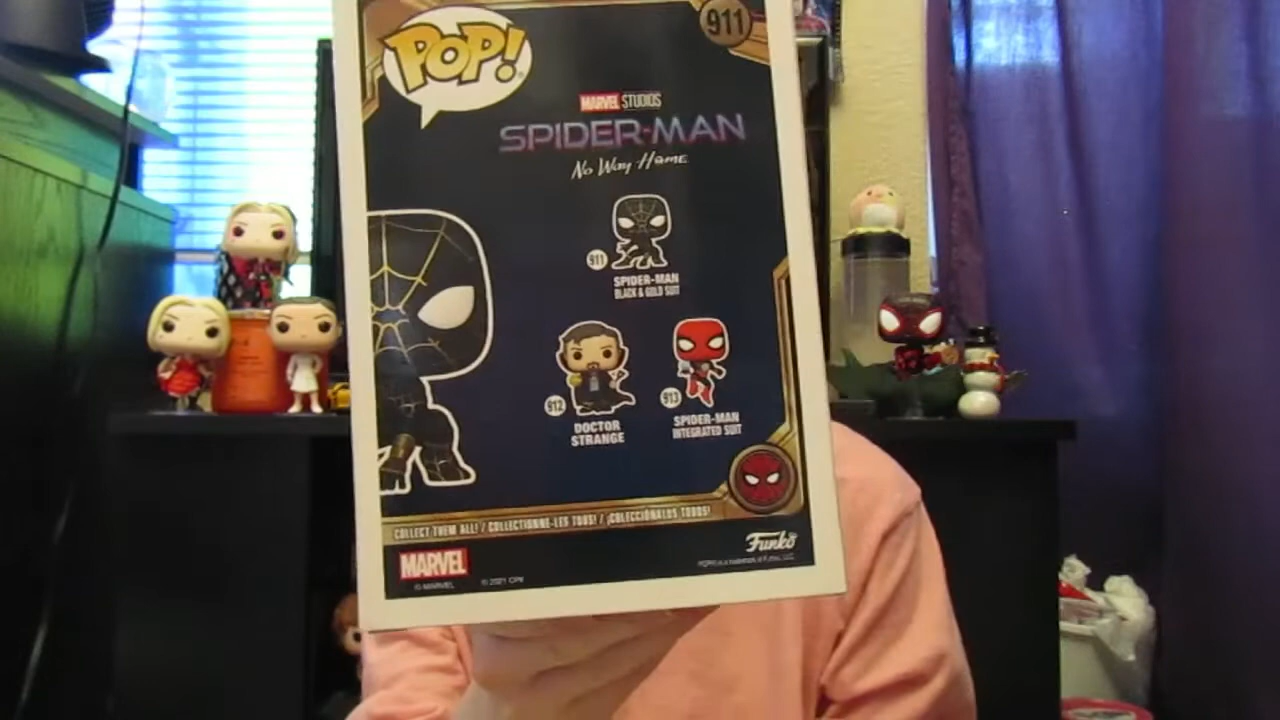 POP!
911
MARVEL STUDIOS
SPIDER-MAN
No Way Home
911
SPIDER-MAN
BLACK & GOLD SUIT
912
DOCTOR
STRANGE
913
SPIDER-MAN
INTEGRATED SUIT
COLLECT THEM ALL! / COLLECTIONNE-LES TOUS! / ¡COLECCIÓNALOS TODOS!
MARVEL
Funko
© MARVEL
© 2021 CPII